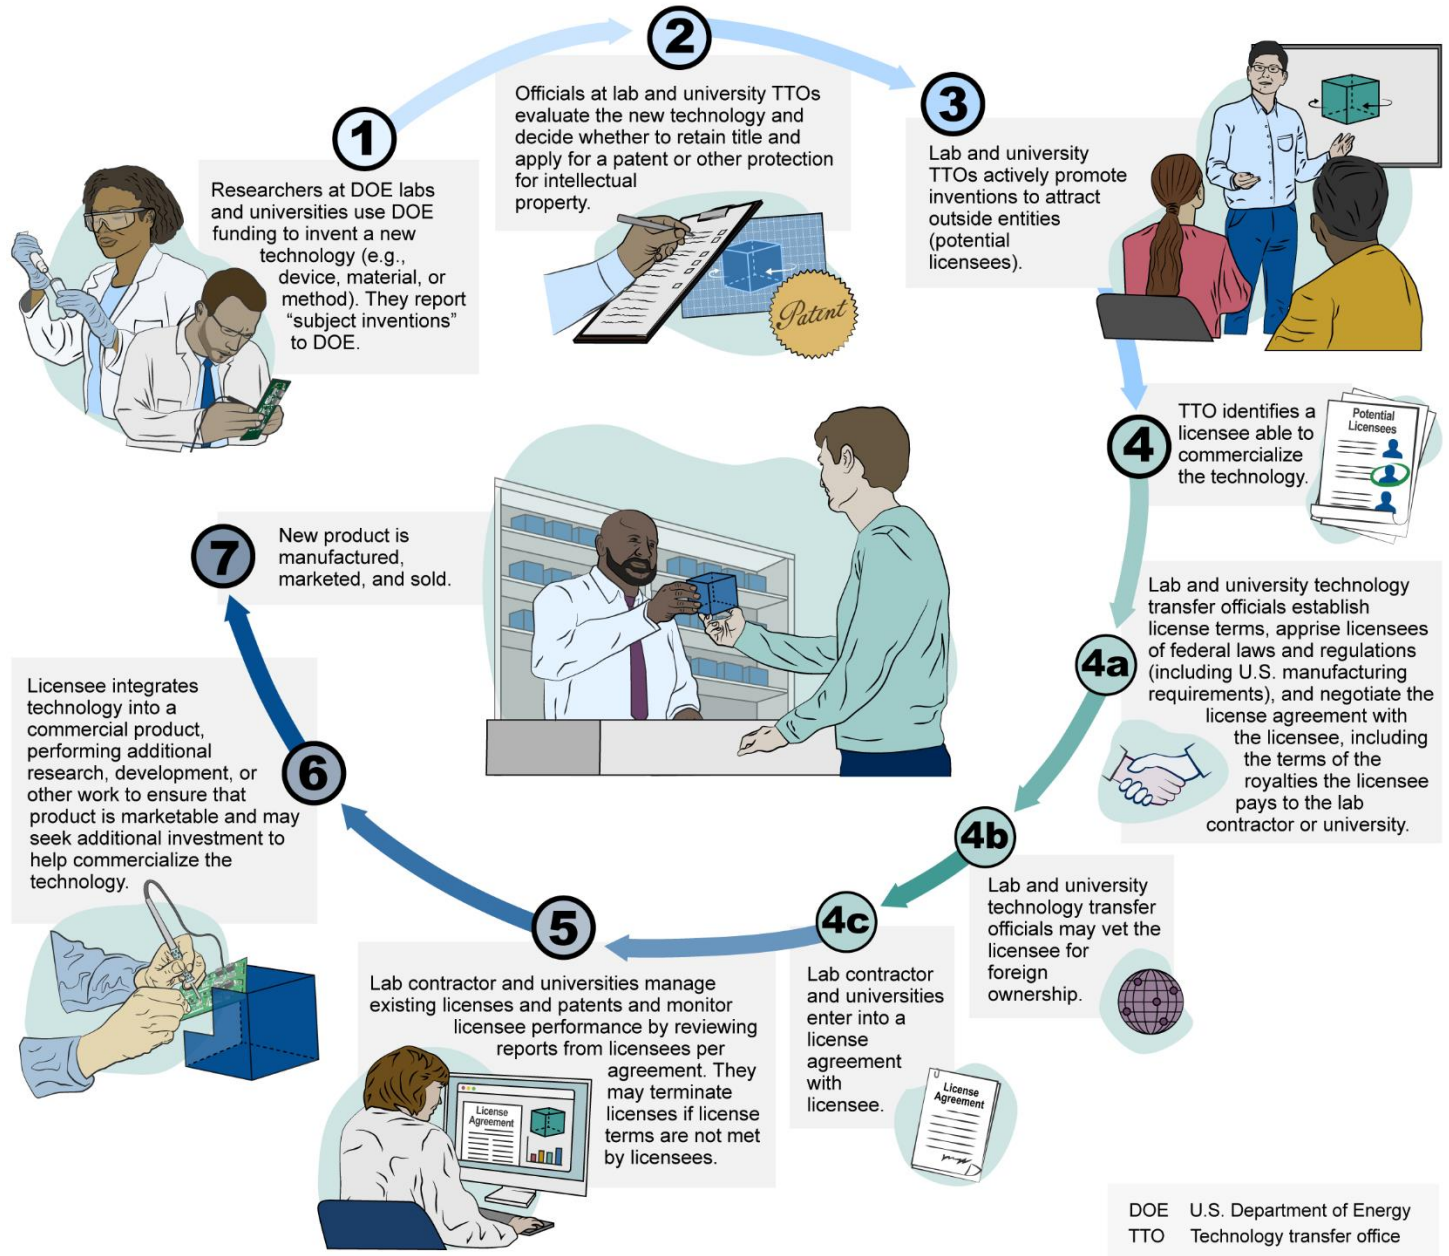 1
Researchers at DOE labs
and universities use DOE
funding to invent a new
technology (e.g.,
device, material, or
method). They report
“subject inventions”
to DOE.
2
Officials at lab and university TTOs
evaluate the new technology and
decide whether to retain title and
apply for a patent or other protection
for intellectual
property.
Patent
3
Lab and university
TTOs actively promote
inventions to attract
outside entities
(potential
licensees).
4
TTO identifies a
licensee able to
commercialize
the technology.
Potential
Licensees
4a
Lab and university technology
transfer officials establish
license terms, apprise licensees
of federal laws and regulations
(including U.S. manufacturing
requirements), and negotiate the
license agreement with
the licensee, including
the terms of the
royalties the licensee
pays to the lab
contractor or university.
4b
Lab and university
technology transfer
officials may vet the
licensee for
foreign
ownership.
4c
Lab contractor
and universities
enter into a
license
agreement
with
licensee.
License
Agreement
5
Lab contractor and universities manage
existing licenses and patents and monitor
licensee performance by reviewing
reports from licensees per
agreement. They
may terminate
licenses if license
terms are not met
by licensees.
License
Agreement
6
Licensee integrates
technology into a
commercial product,
performing additional
research, development, or
other work to ensure that
product is marketable and may
seek additional investment to
help commercialize the
technology.
7
New product is
manufactured,
marketed, and sold.
DOE U.S. Department of Energy
TTO Technology transfer office